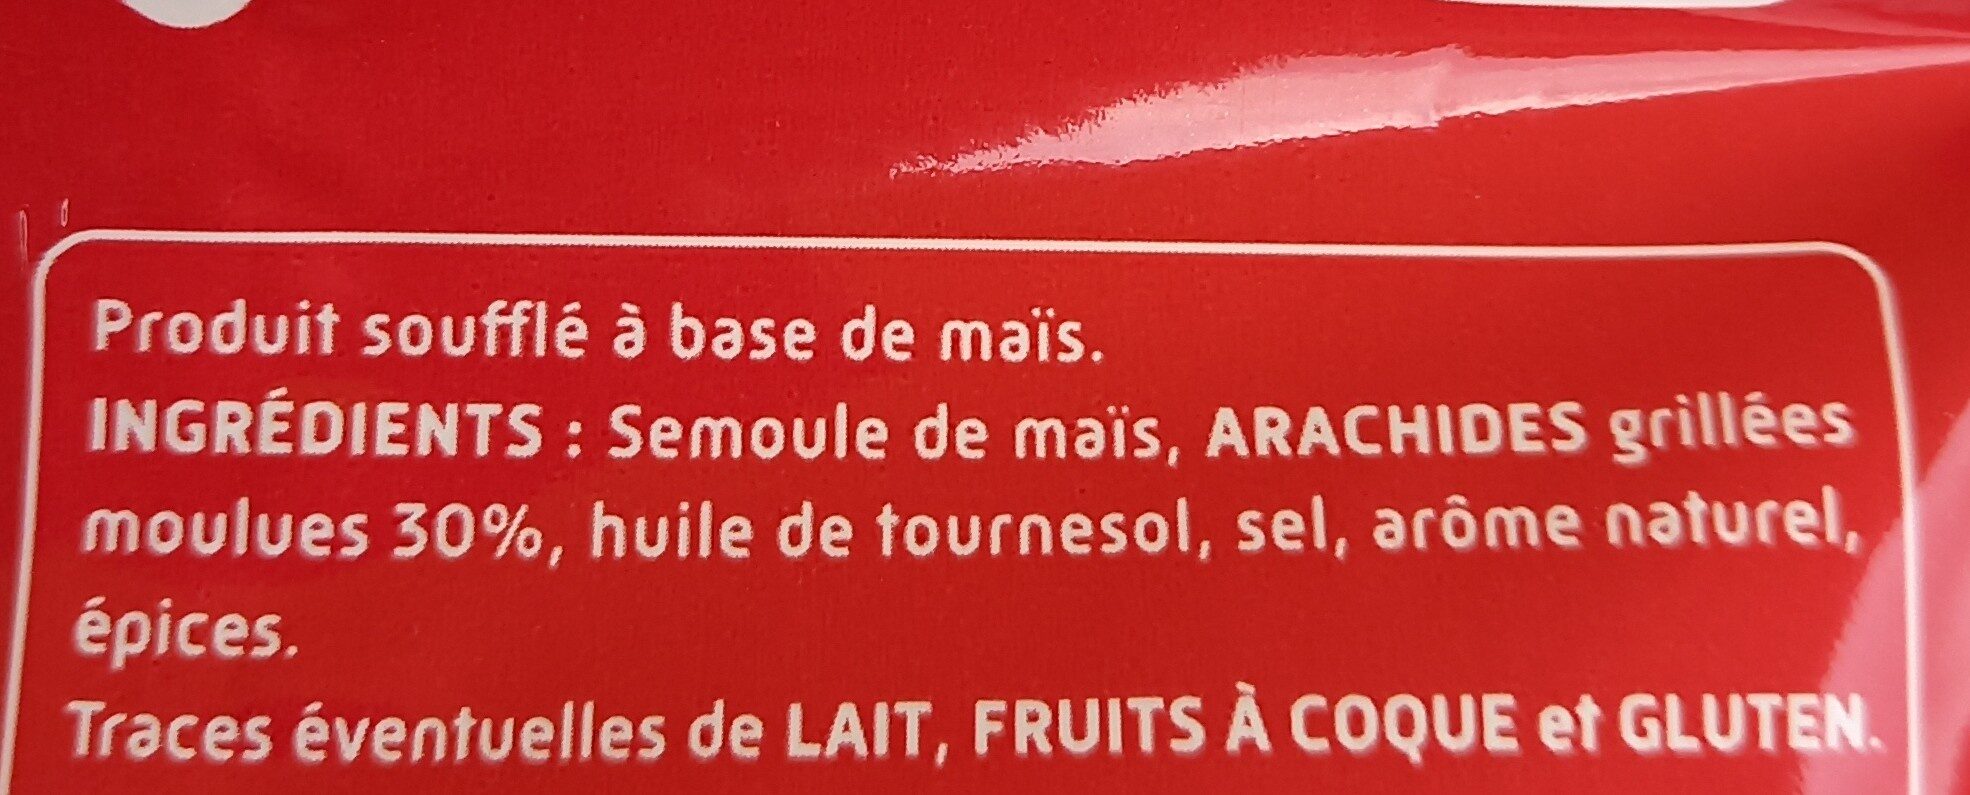 Produit soufflé à base de maïs.
INGRÉDIENTS : Semoule de maïs, ARACHIDES grillées
moulues 30%, huile de tournesol, sel, arôme naturel,
épices.
Traces éventuelles de LAIT, FRUITS À COQUE et GLUTEN.